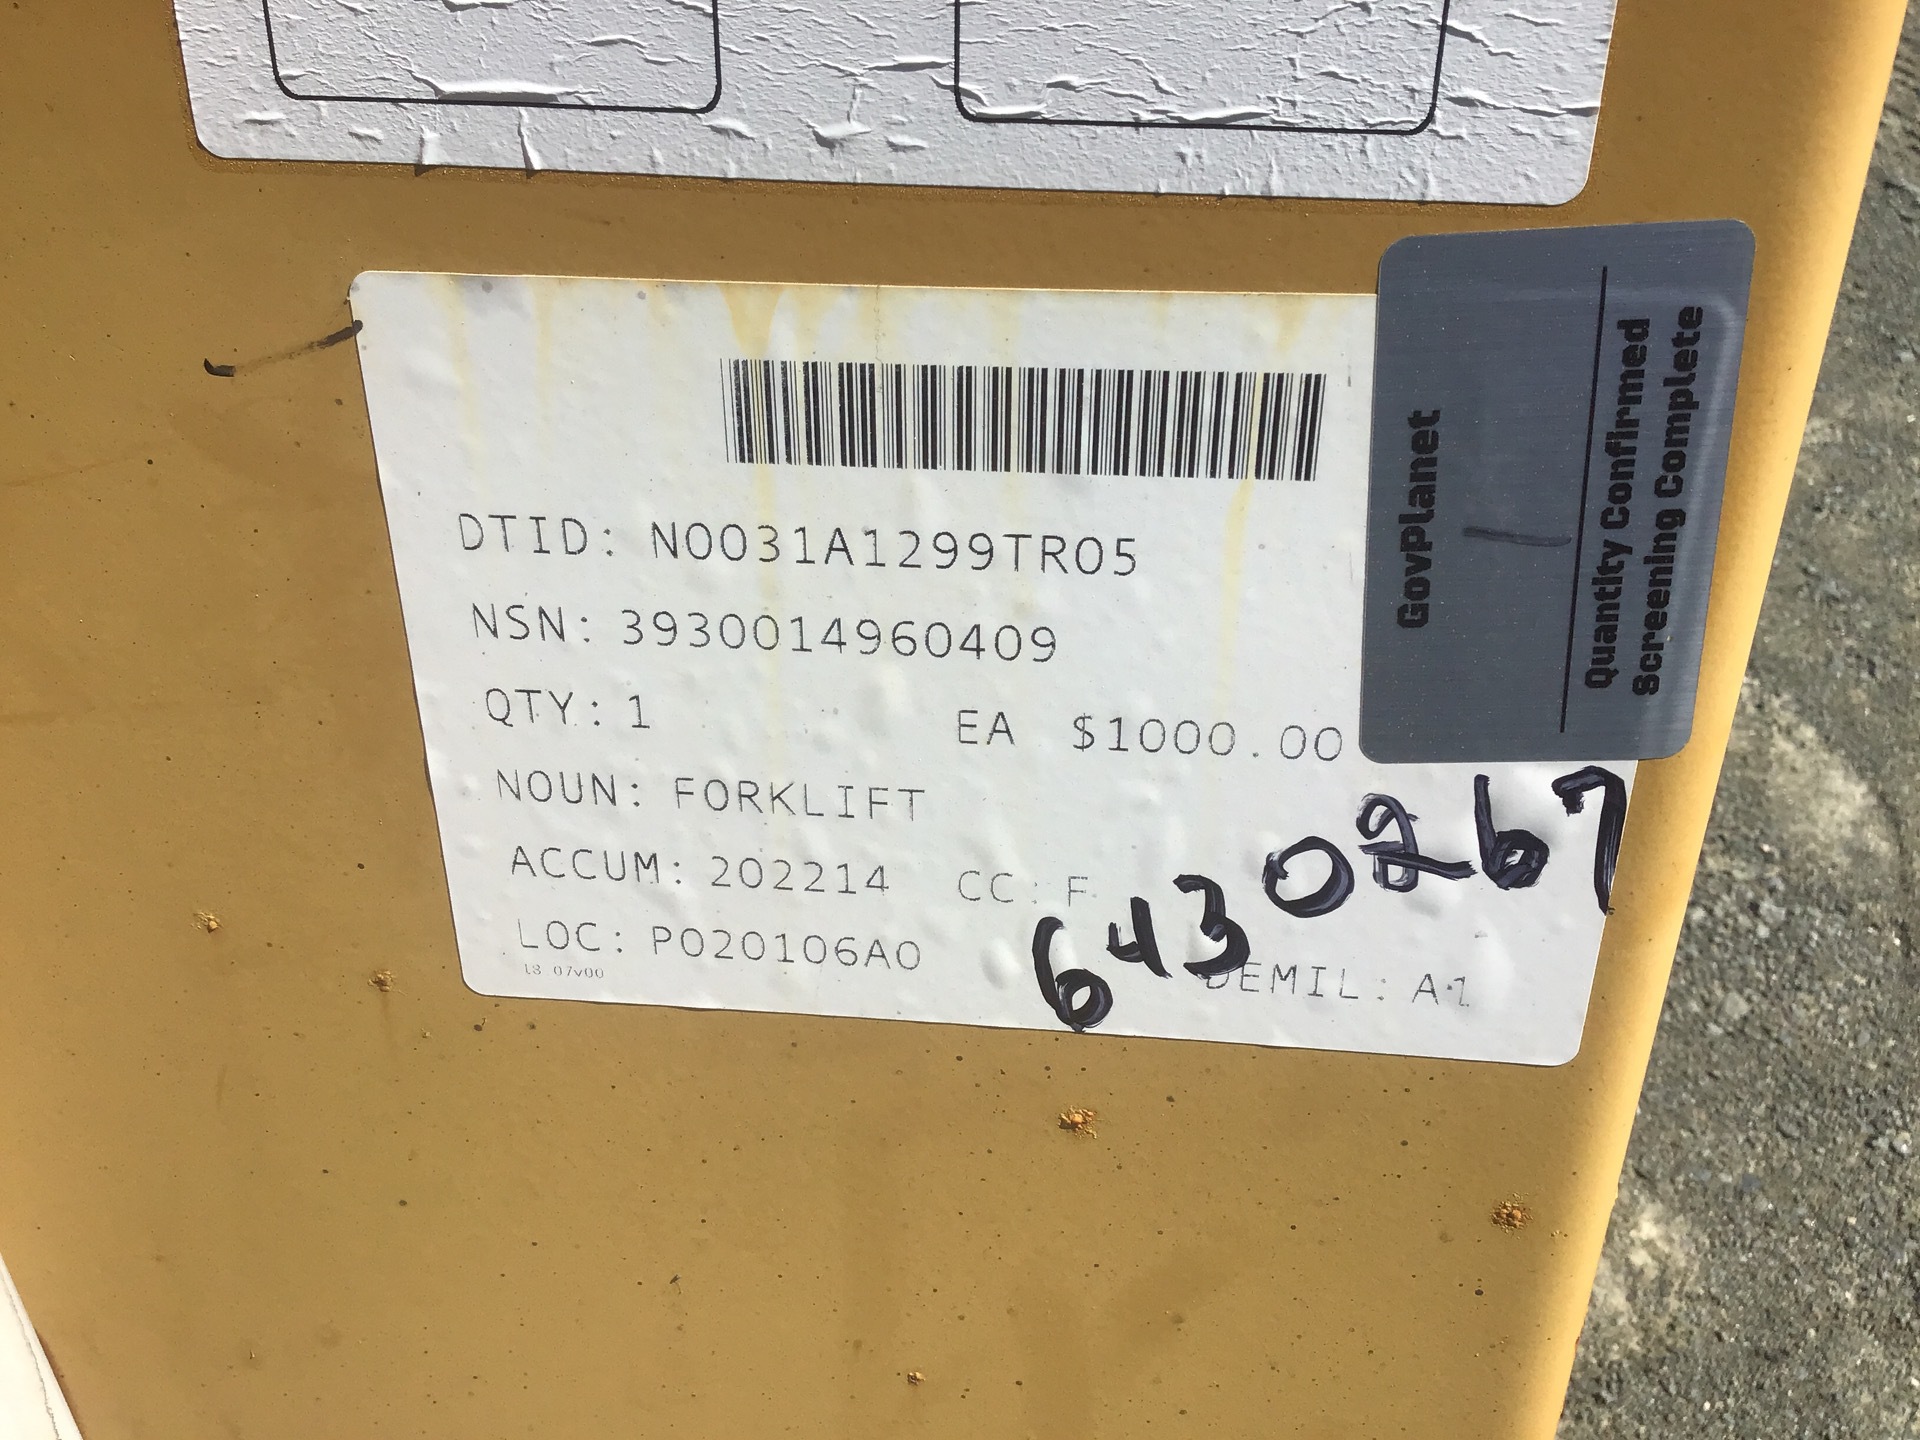 DTID: N0031A1299TR05
NSN: 3930014960409
QTY: 1 EA $1000.00
NOUN: FORKLIFT
ACCUM: 202214 CC: F
LOC: P020106A0 DEMIL: A1
6430267
GovPlanet
1
Quantity Confirmed
Screening Complete